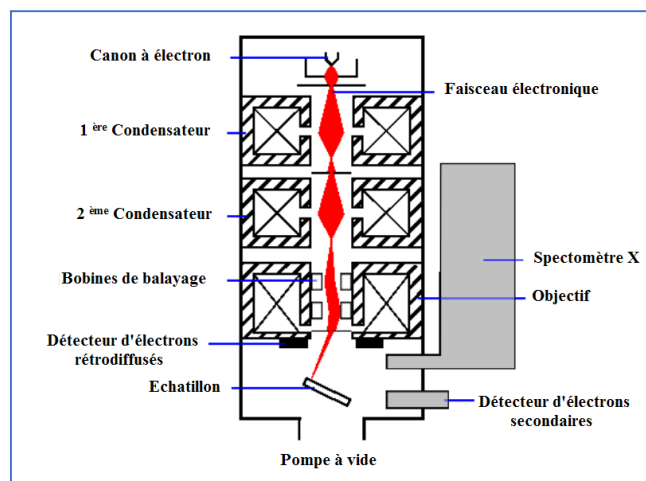 Canon à électron
Faisceau électronique
1 ère Condensateur
2 ème Condensateur
Bobines de balayage
Spectomètre X
Objectif
Détecteur d'électrons
rétrodiffusés
Echatillon
Détecteur d'électrons
secondaires
Pompe à vide